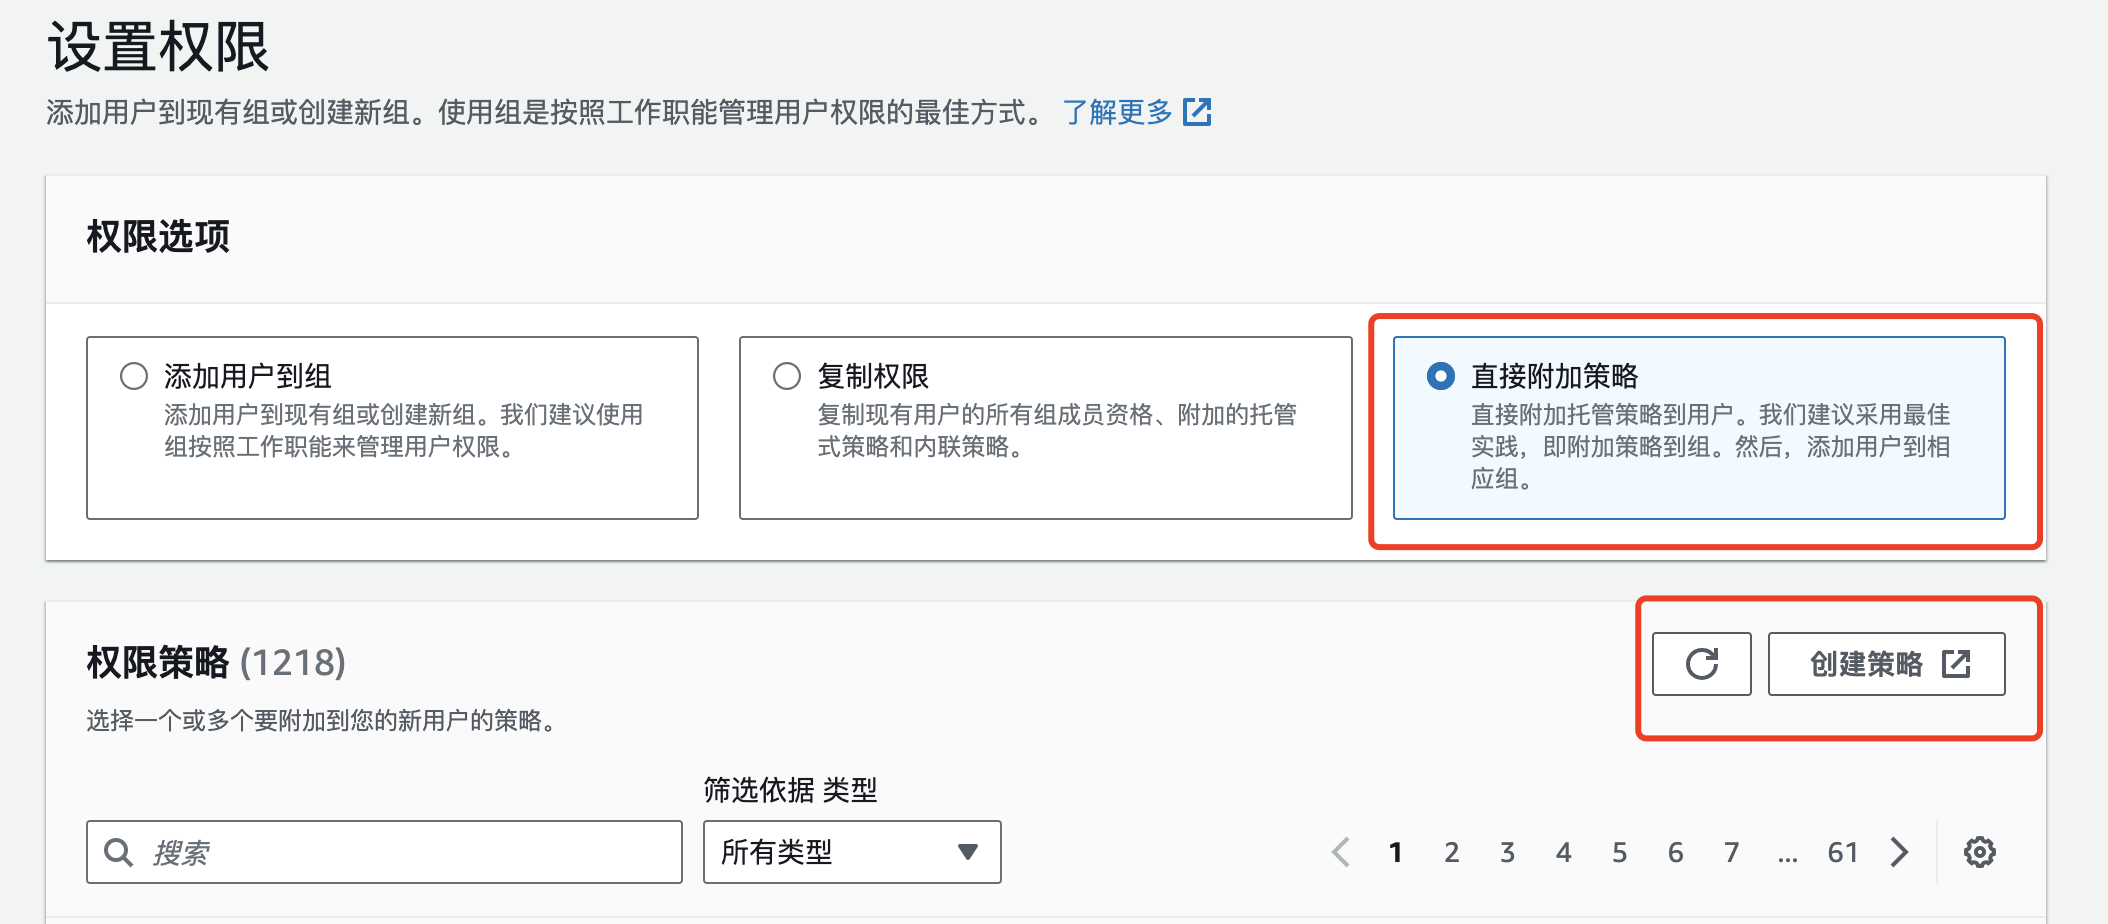 设置权限
添加用户到现有组或创建新组。使用组是按照工作职能管理用户权限的最佳方式。 了解更多
权限选项
添加用户到组
添加用户到现有组或创建新组。我们建议使用
组按照工作职能来管理用户权限。
复制权限
复制现有用户的所有组成员资格、附加的托管
式策略和内联策略。
直接附加策略
直接附加托管策略到用户。我们建议采用最佳
实践，即附加策略到组。然后，添加用户到相
应组。
权限策略 (1218)
创建策略
选择一个或多个要附加到您的新用户的策略。
筛选依据 类型
搜索
所有类型
1 2 3 4 5 6 7 ... 61